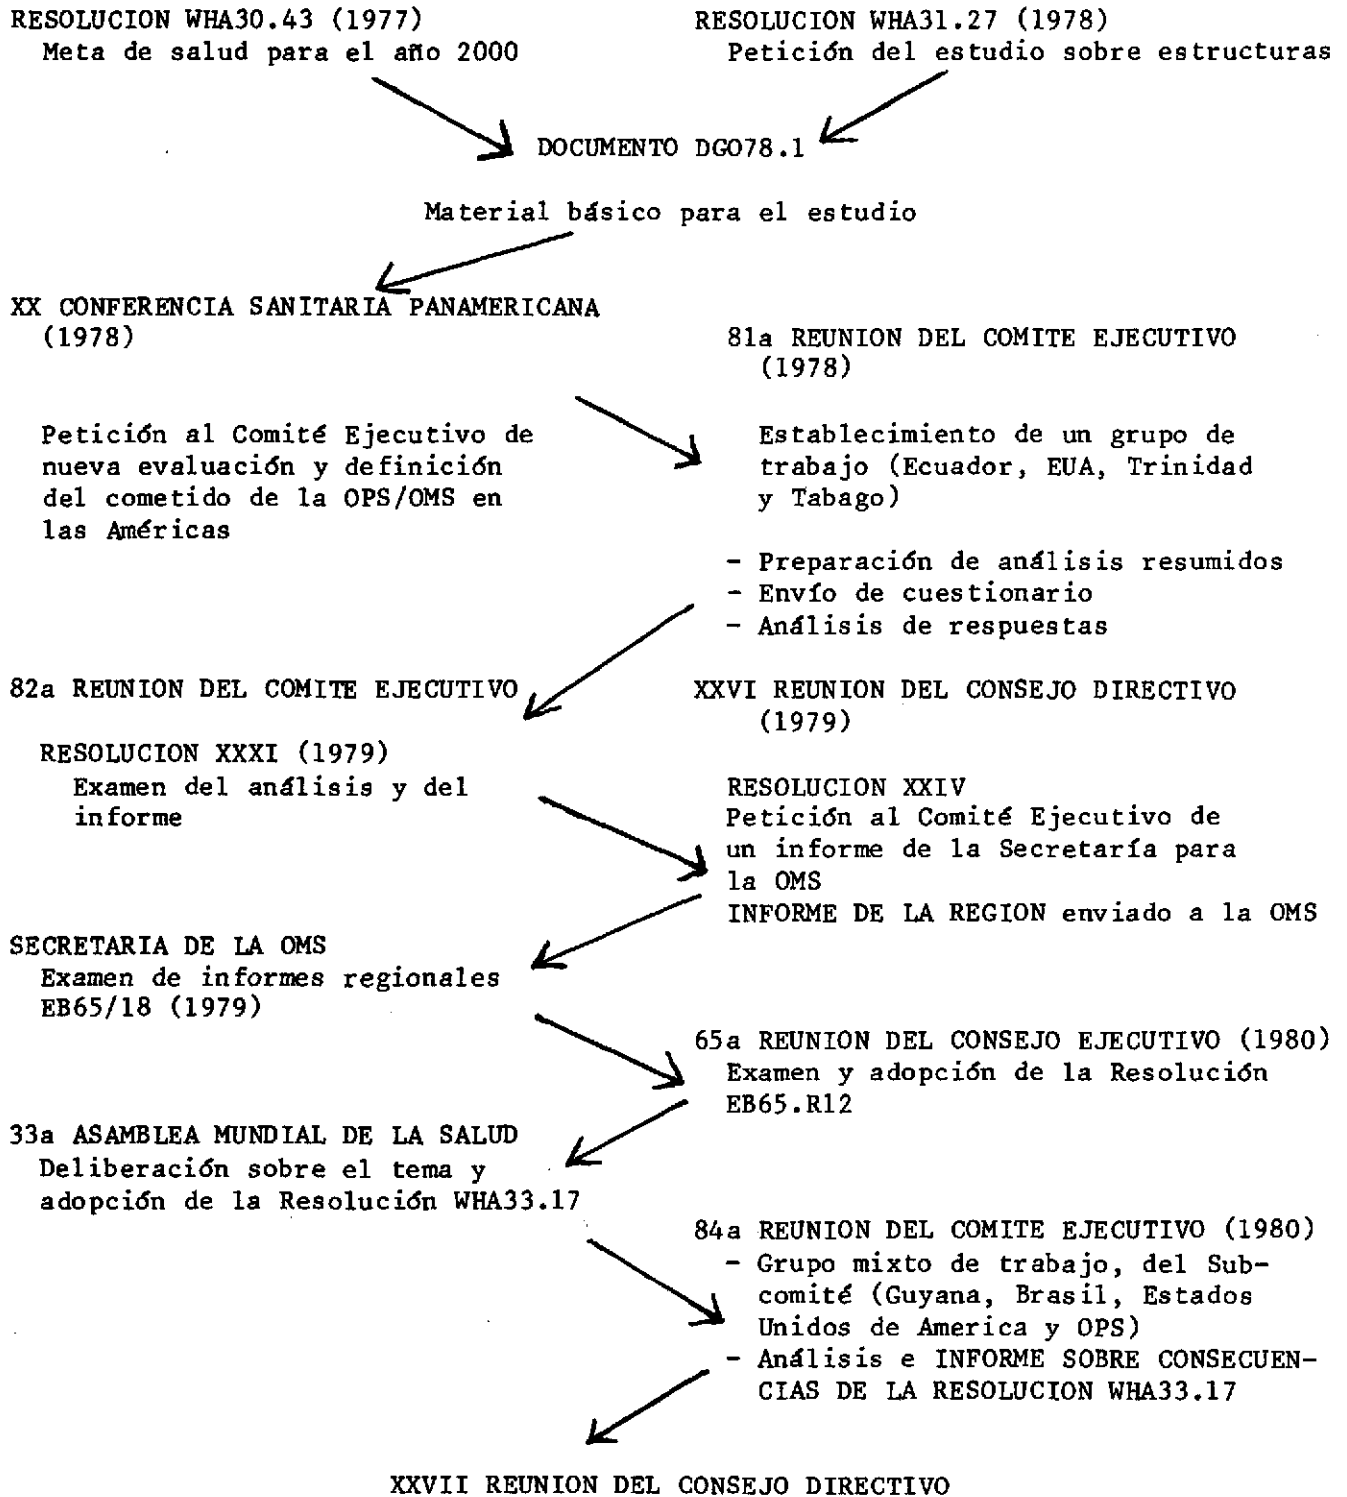 RESOLUCION WHA30.43 (1977)
Meta de salud para el año 2000
RESOLUCION WHA31.27 (1978)
Petición del estudio sobre estructuras
DOCUMENTO DGO78.1
Material básico para el estudio
XX CONFERENCIA SANITARIA PANAMERICANA
(1978)
Petición al Comité Ejecutivo de
nueva evaluación y definición
del cometido de la OPS/OMS en
las Américas
81a REUNION DEL COMITE EJECUTIVO
(1978)
Establecimiento de un grupo de
trabajo (Ecuador, EUA, Trinidad
y Tabago)
- Preparación de análisis resumidos
- Envío de cuestionario
- Análisis de respuestas
82a REUNION DEL COMITE EJECUTIVO
RESOLUCION XXXI (1979)
Examen del análisis y del
informe
XXVI REUNION DEL CONSEJO DIRECTIVO
(1979)
RESOLUCION XXIV
Petición al Comité Ejecutivo de
un informe de la Secretaría para
la OMS
INFORME DE LA REGION enviado a la OMS
SECRETARIA DE LA OMS
Examen de informes regionales
EB65/18 (1979)
65a REUNION DEL CONSEJO EJECUTIVO (1980)
Examen y adopción de la Resolución
EB65.R12
33a ASAMBLEA MUNDIAL DE LA SALUD
Deliberación sobre el tema y
adopción de la Resolución WHA33.17
84a REUNION DEL COMITE EJECUTIVO (1980)
- Grupo mixto de trabajo, del Sub-
comité (Guyana, Brasil, Estados
Unidos de America y OPS)
- Análisis e INFORME SOBRE CONSECUEN-
CIAS DE LA RESOLUCION WHA33.17
XXVII REUNION DEL CONSEJO DIRECTIVO